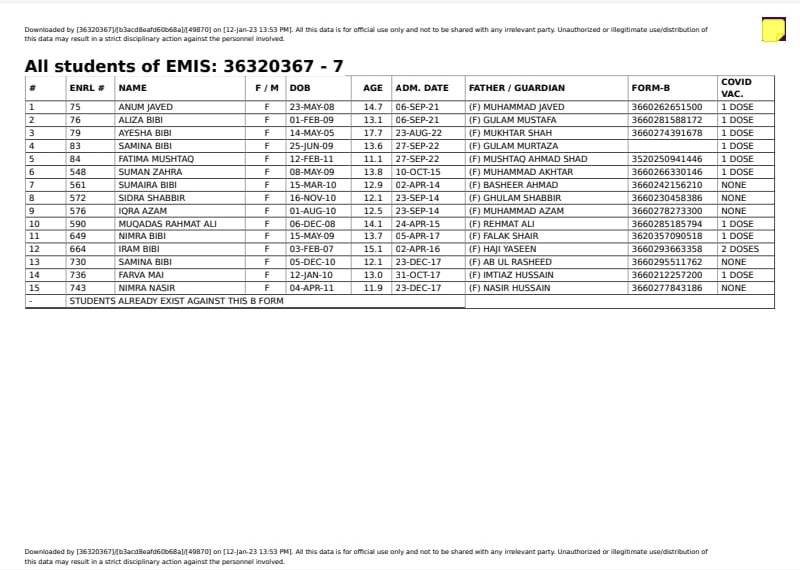 Downloaded by [36320367]/[b3acd8eafd60b68a]/[49870] on [12-Jan-23 13:53 PM]. All this data is for official use only and not to be shared with any irrelevant party. Unauthorized or illegitimate use/distribution of
this data may result in a strict disciplinary action against the personnel involved.
All students of EMIS: 36320367 - 7
# ENRL # NAME F / M DOB AGE ADM. DATE FATHER / GUARDIAN FORM-B COVID VAC.
1 75 ANUM JAVED F 23-MAY-08 14.7 06-SEP-21 (F) MUHAMMAD JAVED 3660262651500 1 DOSE
2 76 ALIZA BIBI F 01-FEB-09 13.1 06-SEP-21 (F) GULAM MUSTAFA 3660281588172 1 DOSE
3 79 AYESHA BIBI F 14-MAY-05 17.7 23-AUG-22 (F) MUKHTAR SHAH 3660274391678 1 DOSE
4 83 SAMINA BIBI F 25-JUN-09 13.6 27-SEP-22 (F) GULAM MURTAZA 1 DOSE
5 84 FATIMA MUSHTAQ F 12-FEB-11 11.1 27-SEP-22 (F) MUSHTAQ AHMAD SHAD 3520250941446 1 DOSE
6 548 SUMAN ZAHRA F 08-MAY-09 13.8 10-OCT-15 (F) MUHAMMAD AKHTAR 3660266330146 1 DOSE
7 561 SUMAIRA BIBI F 15-MAR-10 12.9 02-APR-14 (F) BASHEER AHMAD 3660242156210 NONE
8 572 SIDRA SHABBIR F 16-NOV-10 12.1 23-SEP-14 (F) GHULAM SHABBIR 3660230458386 NONE
9 576 IQRA AZAM F 01-AUG-10 12.5 23-SEP-14 (F) MUHAMMAD AZAM 3660278273300 NONE
10 590 MUQADAS RAHMAT ALI F 06-DEC-08 14.1 24-APR-15 (F) REHMAT ALI 3660285185794 1 DOSE
11 649 NIMRA BIBI F 15-MAY-09 13.7 05-APR-17 (F) FALAK SHAIR 3620357090518 1 DOSE
12 664 IRAM BIBI F 03-FEB-07 15.1 02-APR-16 (F) HAJI YASEEN 3660293663358 2 DOSES
13 730 SAMINA BIBI F 05-DEC-10 12.1 23-DEC-17 (F) AB UL RASHEED 3660295511762 NONE
14 736 FARVA MAI F 12-JAN-10 13.0 31-OCT-17 (F) IMTIAZ HUSSAIN 3660212257200 1 DOSE
15 743 NIMRA NASIR F 04-APR-11 11.9 23-DEC-17 (F) NASIR HUSSAIN 3660277843186 NONE
- STUDENTS ALREADY EXIST AGAINST THIS B FORM
Downloaded by [36320367]/[b3acd8eafd60b68a]/[49870] on [12-Jan-23 13:53 PM]. All this data is for official use only and not to be shared with any irrelevant party. Unauthorized or illegitimate use/distribution of
this data may result in a strict disciplinary action against the personnel involved.